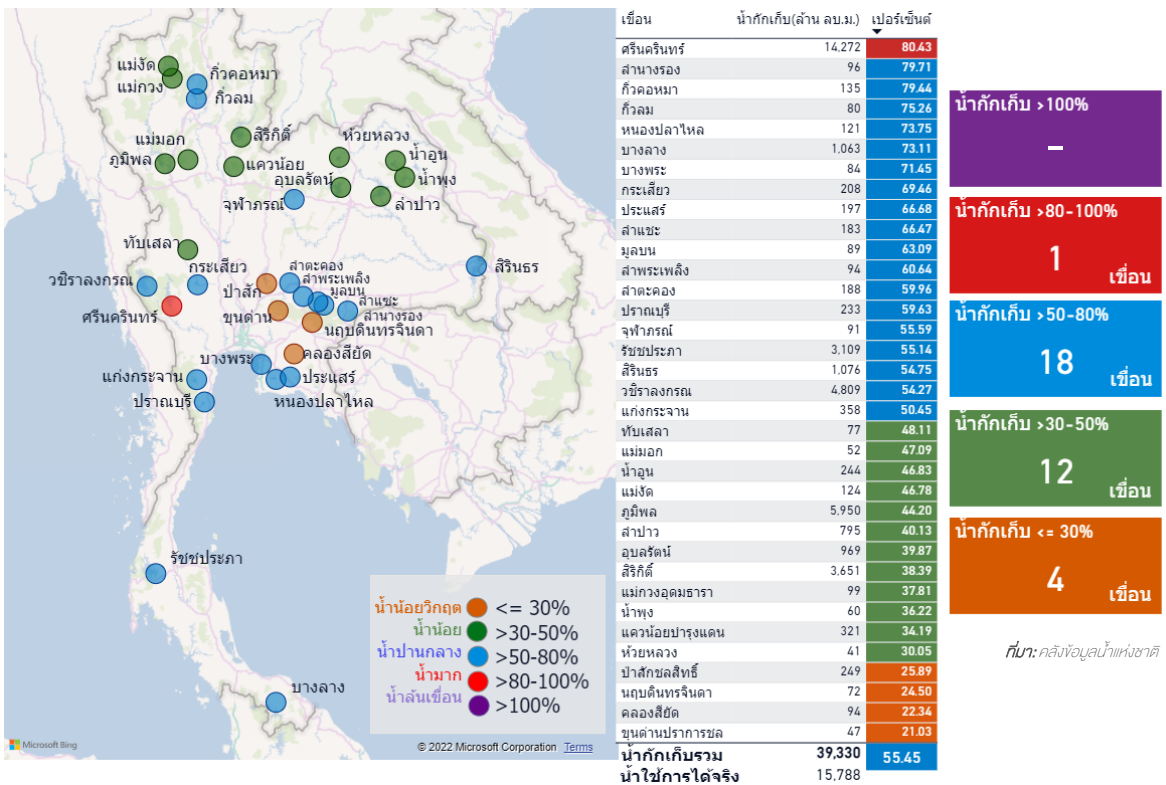 แม่งัด
แม่กวง
กิ่วคอหมา
กิ่วลม
สิริกิติ์
แม่มอก
ภูมิพล
แควน้อย
ห้วยหลวง
น้ำอูน
น้ำพุง
อุบลรัตน์
ลำปาว
จุฬาภรณ์
ทับเสลา
กระเสียว
วชิราลงกรณ
ศรีนครินทร์
ป่าสัก
ขุนด่าน
ลำตะคอง
ลำพระเพลิง
มูลบน
ลำแชะ
ลำนางรอง
นฤบดินทรจินดา
สิรินธร
คลองสียัด
บางพระ
ประแสร์
หนองปลาไหล
แก่งกระจาน
ปราณบุรี
รัชชประภา
บางลาง
น้ำน้อยวิกฤต <= 30%
น้ำน้อย >30-50%
น้ำปานกลาง >50-80%
น้ำมาก >80-100%
น้ำล้นเขื่อน >100%
Microsoft Bing
© 2022 Microsoft Corporation Terms
เขื่อน น้ำกักเก็บ(ล้าน ลบ.ม.) เปอร์เซ็นต์
ศรีนครินทร์ 14,272 80.43
ลำนางรอง 96 79.71
กิ่วคอหมา 135 79.44
กิ่วลม 80 75.26
หนองปลาไหล 121 73.75
บางลาง 1,063 73.11
บางพระ 84 71.45
กระเสียว 208 69.46
ประแสร์ 197 66.68
ลำแชะ 183 66.47
มูลบน 89 63.09
ลำพระเพลิง 94 60.64
ลำตะคอง 188 59.96
ปราณบุรี 233 59.63
จุฬาภรณ์ 91 55.59
รัชชประภา 3,109 55.14
สิรินธร 1,076 54.75
วชิราลงกรณ 4,809 54.27
แก่งกระจาน 358 50.45
ทับเสลา 77 48.11
แม่มอก 52 47.09
น้ำอูน 244 46.83
แม่งัด 124 46.78
ภูมิพล 5,950 44.20
ลำปาว 795 40.13
อุบลรัตน์ 969 39.87
สิริกิติ์ 3,651 38.39
แม่กวงอุดมธารา 99 37.81
น้ำพุง 60 36.22
แควน้อยบำรุงแดน 321 34.19
ห้วยหลวง 41 30.05
ป่าสักชลสิทธิ์ 249 25.89
นฤบดินทรจินดา 72 24.50
คลองสียัด 94 22.34
ขุนด่านปราการชล 47 21.03
น้ำกักเก็บรวม 39,330 55.45
น้ำใช้การได้จริง 15,788
น้ำกักเก็บ >100%
–
น้ำกักเก็บ >80-100%
1
เขื่อน
น้ำกักเก็บ >50-80%
18
เขื่อน
น้ำกักเก็บ >30-50%
12
เขื่อน
น้ำกักเก็บ <= 30%
4
เขื่อน
ที่มา: คลังข้อมูลน้ำแห่งชาติ